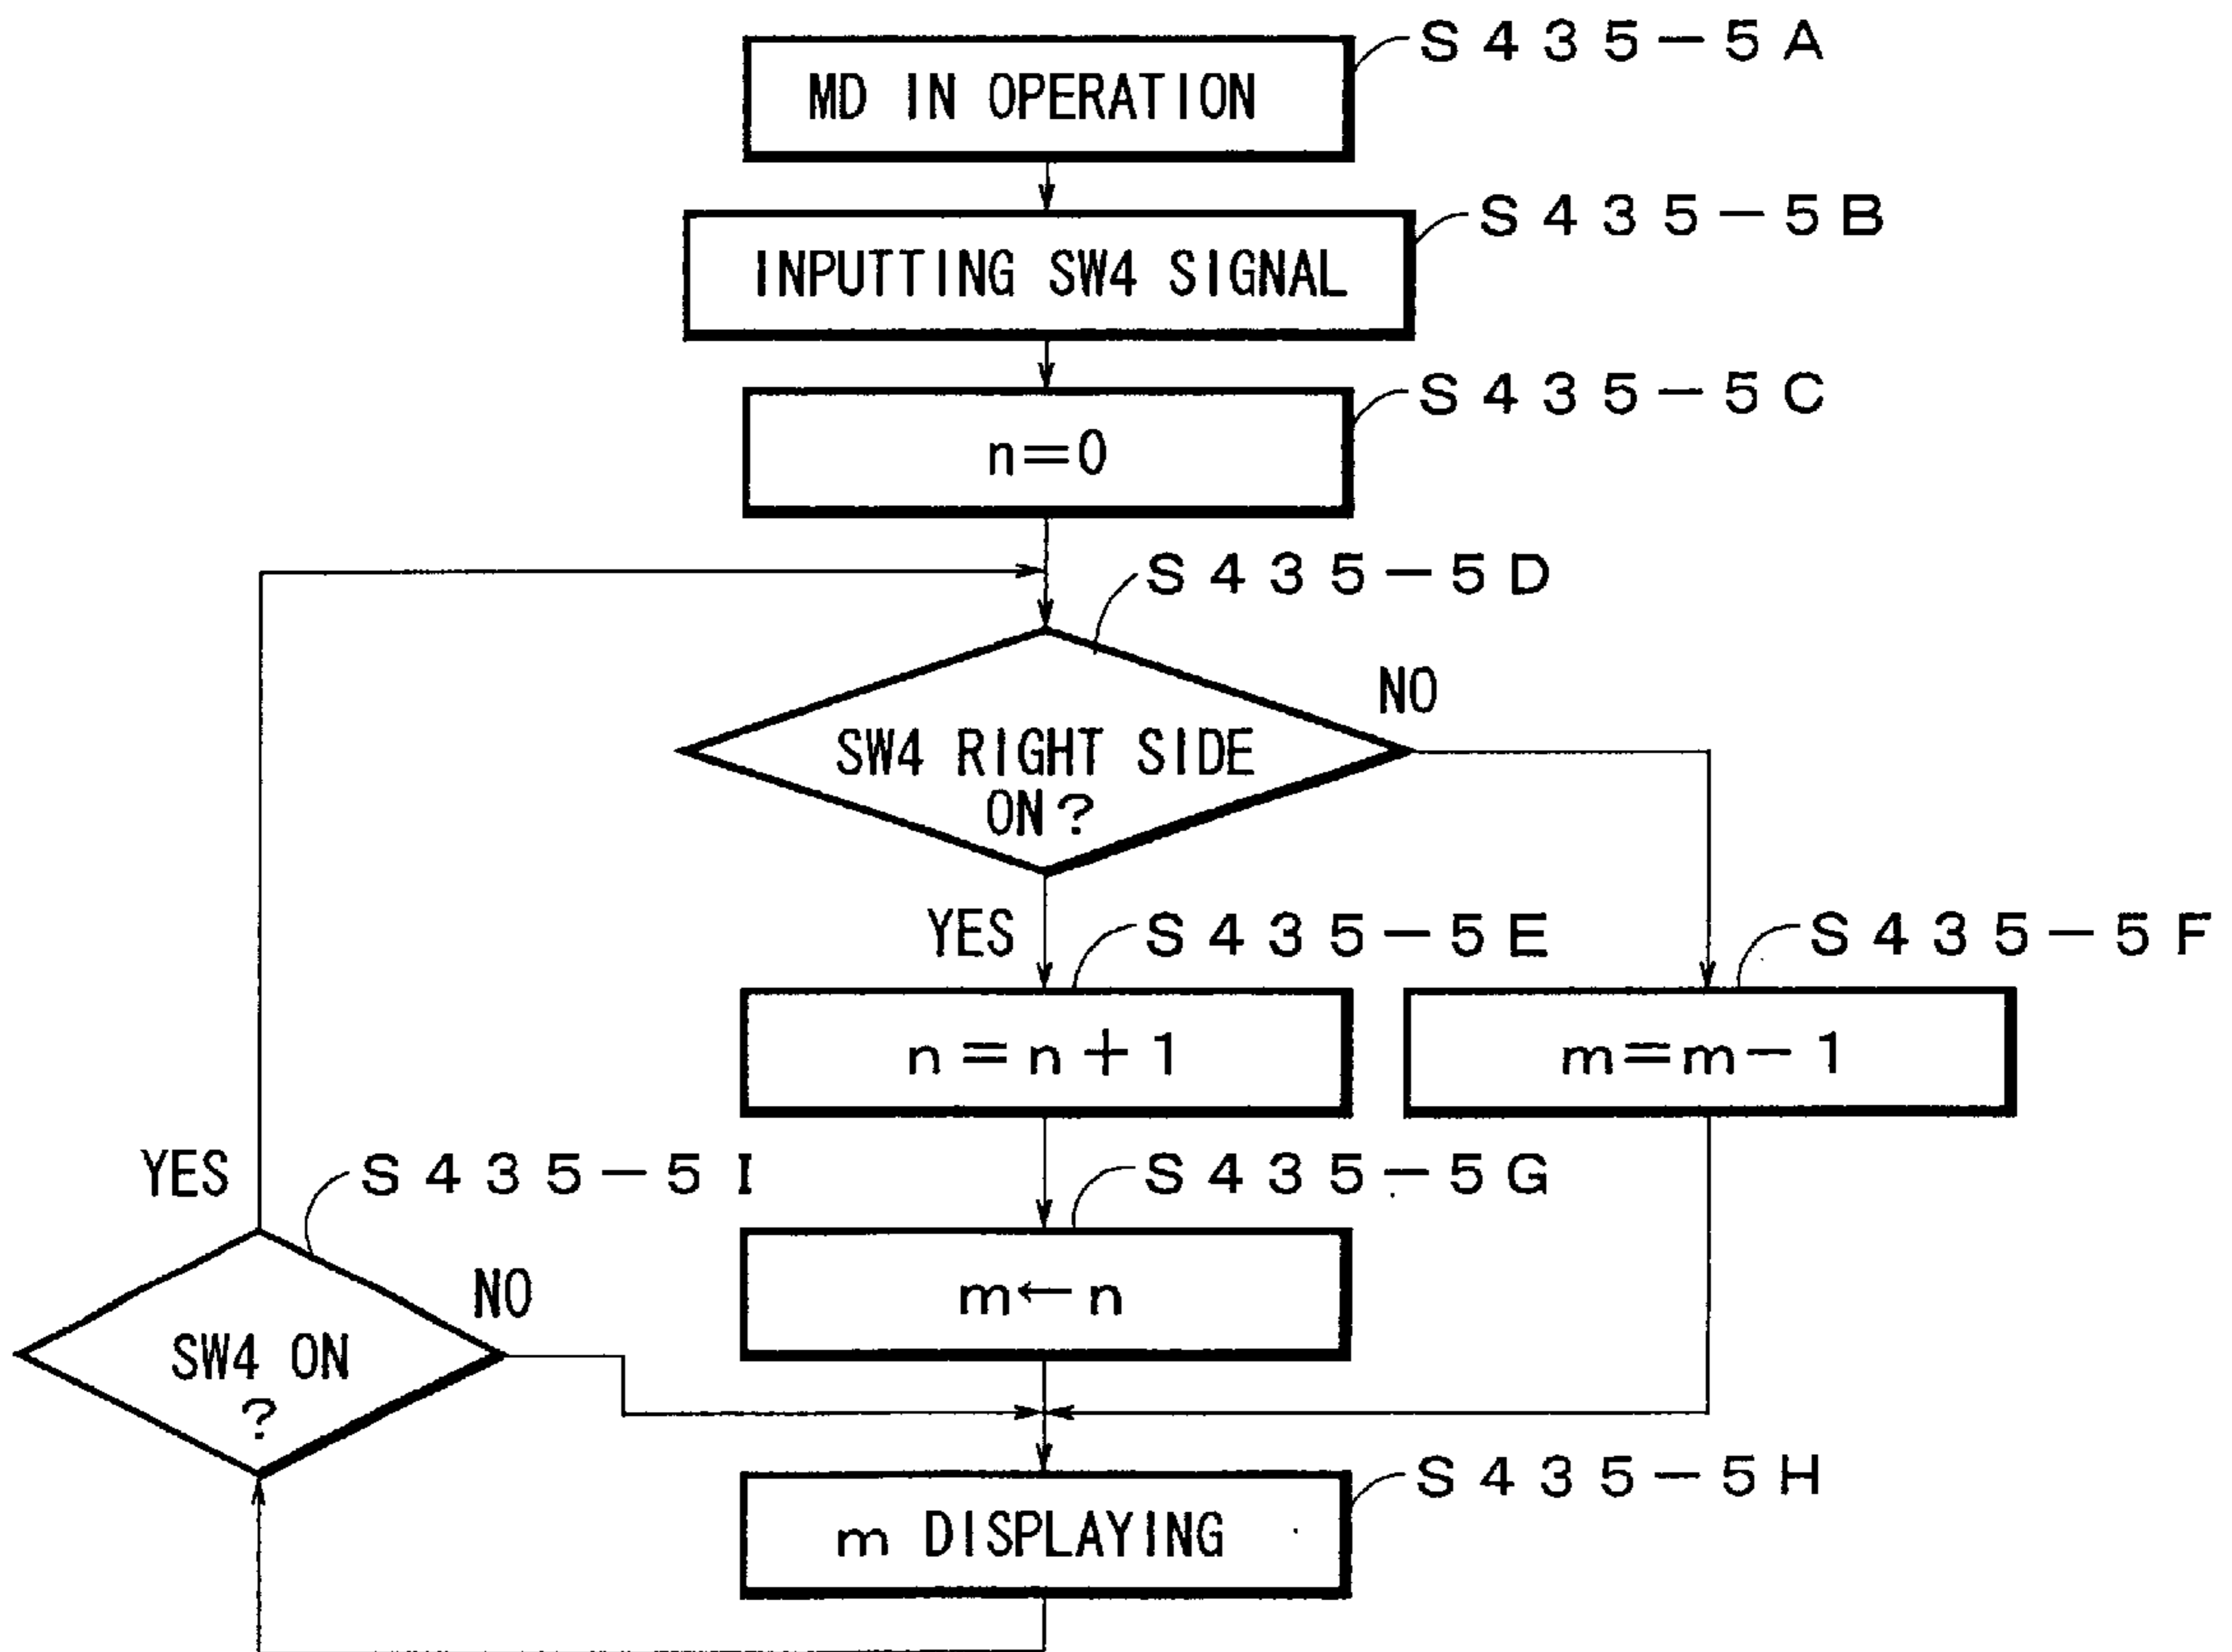 S435-5A
MD IN OPERATION
S435-5B
INPUTTING SW4 SIGNAL
S435-5C
n=0
S435-5D
NO
SW4 RIGHT SIDE
ON?
YES
S435-5E
S435-5F
n=n+1
m=m-1
YES
S435-5I
S435-5G
NO
m←n
SW4 ON
?
S435-5H
m DISPLAYING